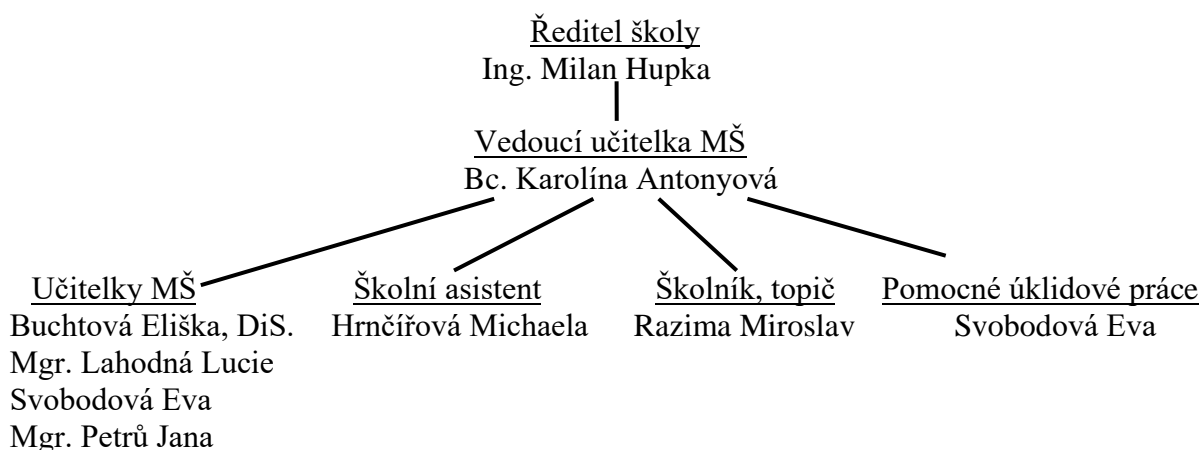 Ředitel školy
Ing. Milan Hupka
Vedoucí učitelka MŠ
Bc. Karolína Antonyová
Učitelky MŠ
Buchtová Eliška, DiS.
Mgr. Lahodná Lucie
Svobodová Eva
Mgr. Petrů Jana
Školní asistent
Hrnčířová Michaela
Školník, topič
Razima Miroslav
Pomocné úklidové práce
Svobodová Eva